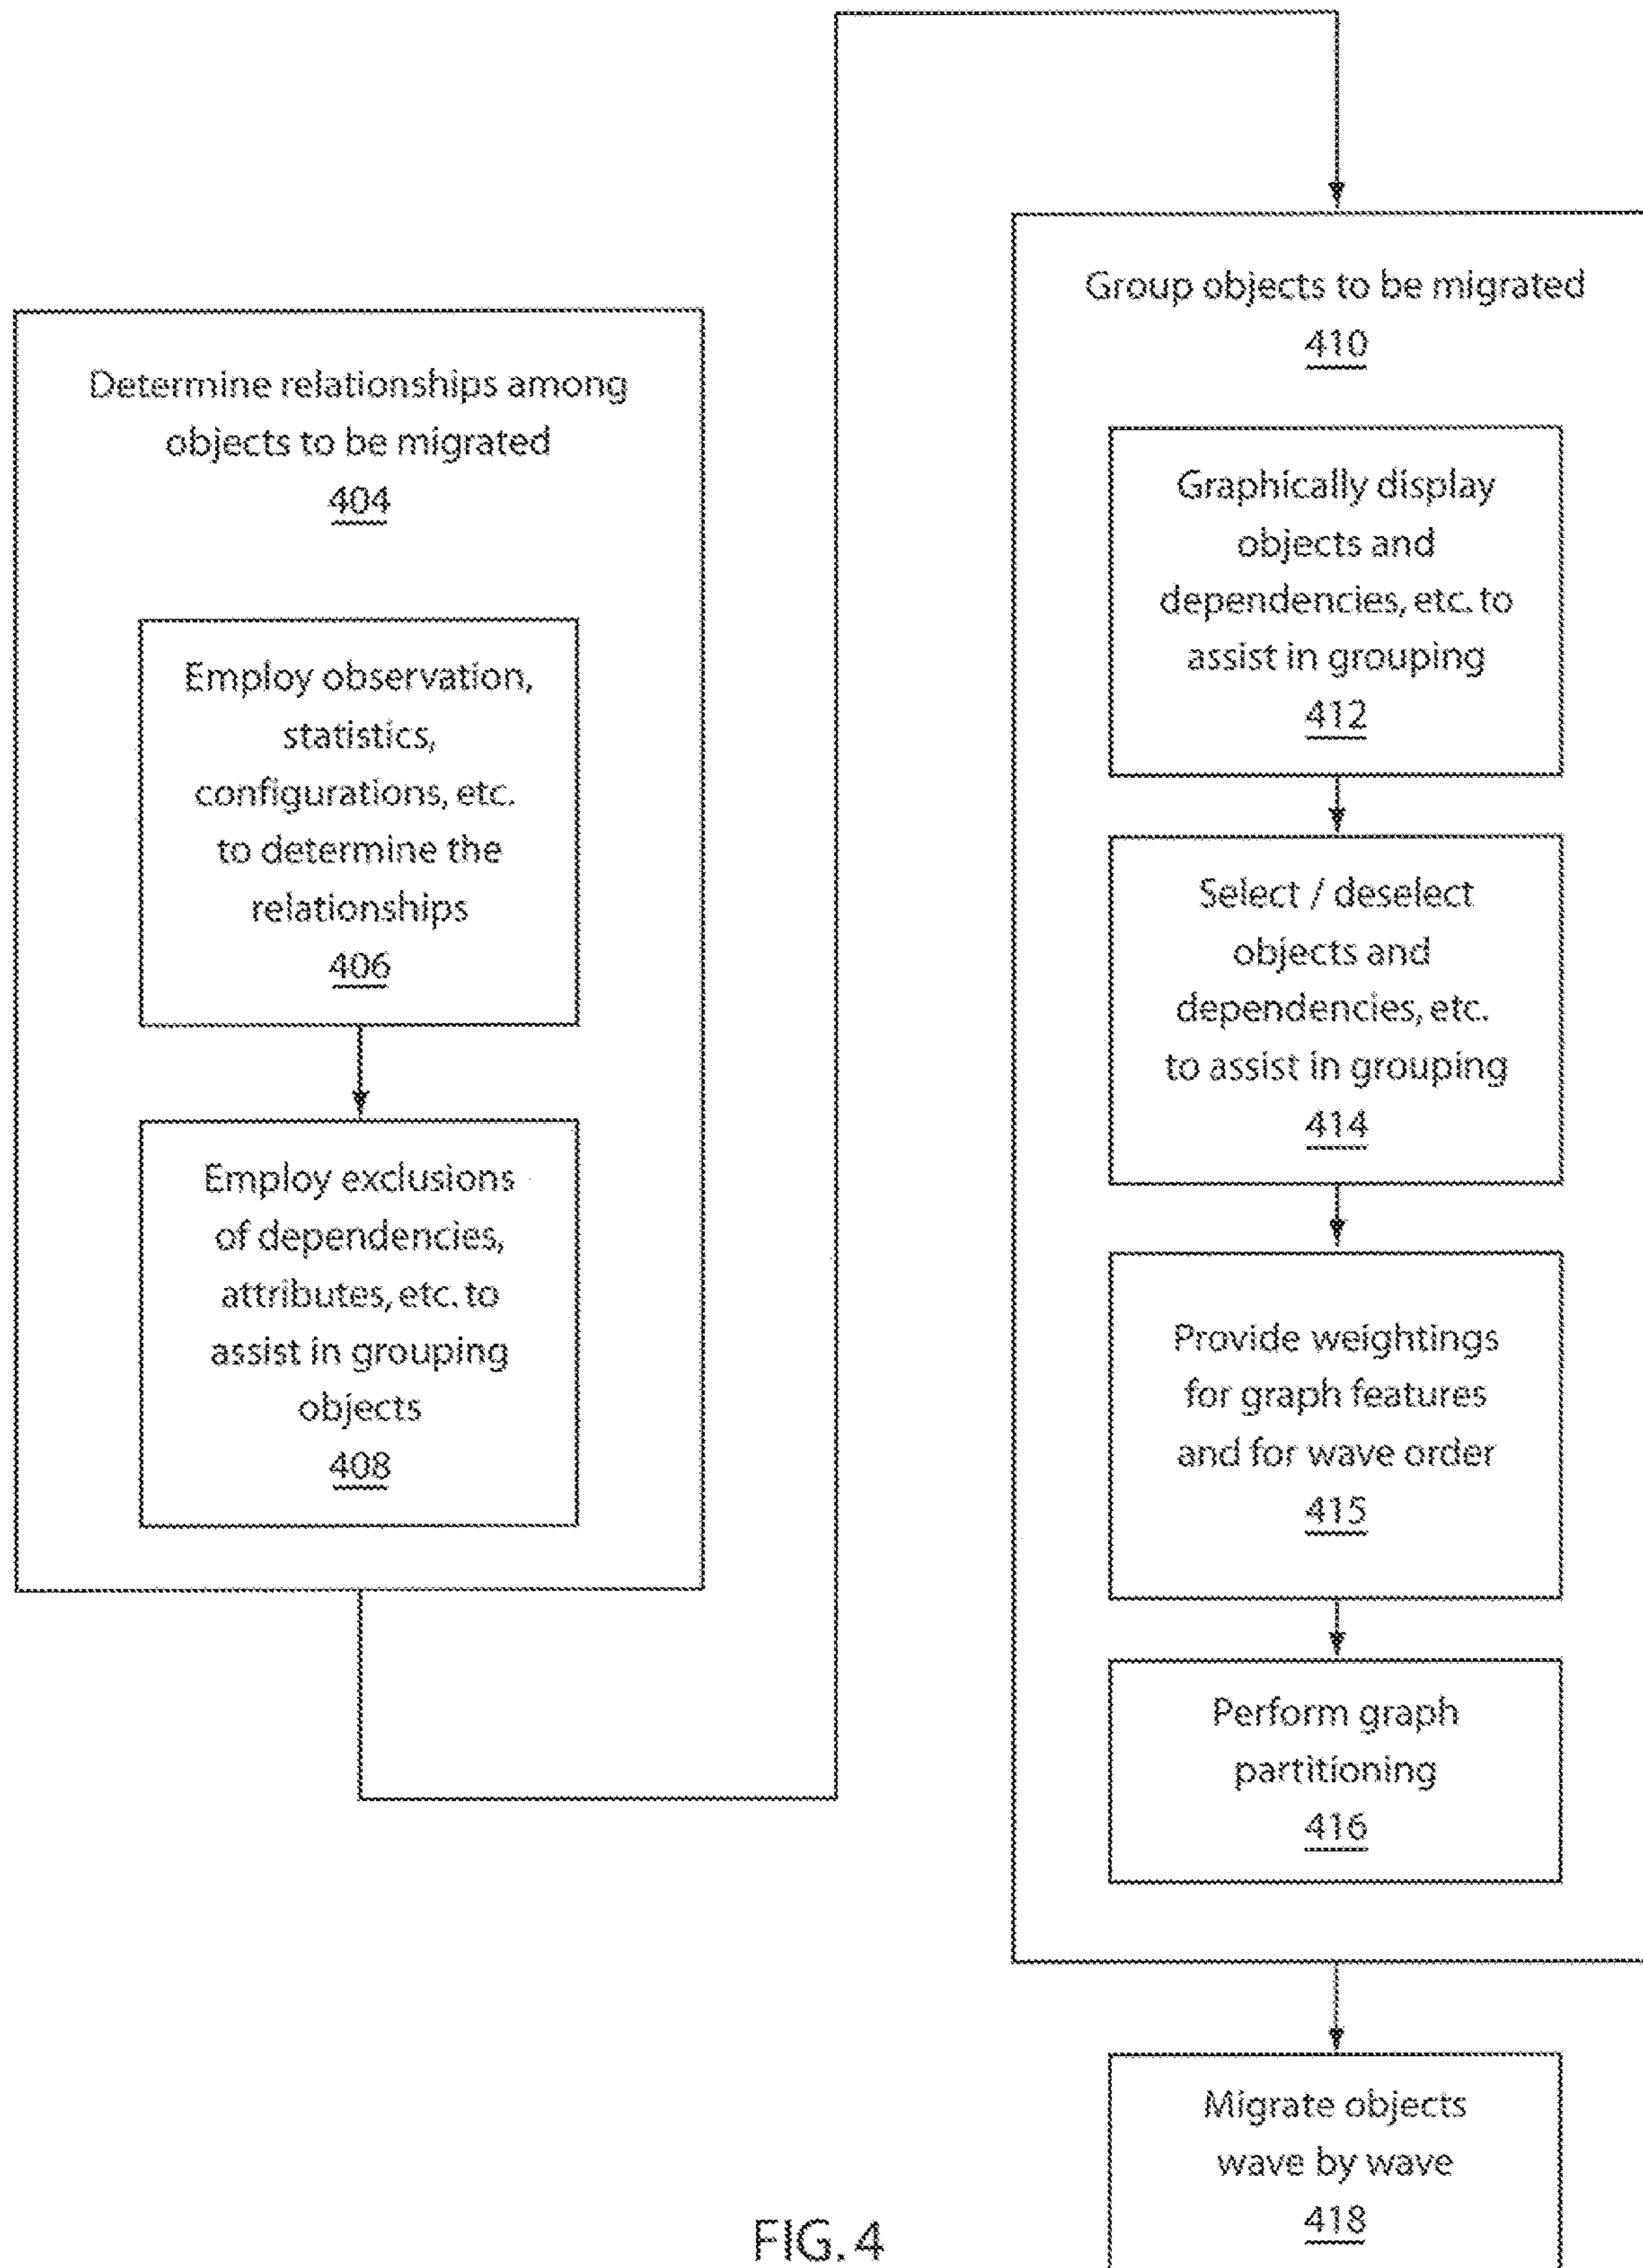 Determine relationships among
objects to be migrated
404
Employ observation,
statistics,
configurations, etc.
to determine the
relationships
406
Employ exclusions
of dependencies,
attributes, etc. to
assist in grouping
objects
408
Group objects to be migrated
410
Graphically display
objects and
dependencies, etc. to
assist in grouping
412
Select / deselect
objects and
dependencies, etc.
to assist in grouping
414
Provide weightings
for graph features
and for wave order
415
Perform graph
partitioning
416
Migrate objects
wave by wave
418
FIG. 4